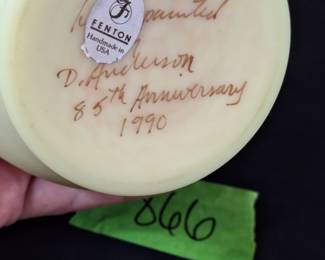 painted
FENTON
Handmade in
USA
D. Anderson
85th Anniversary
1990
866